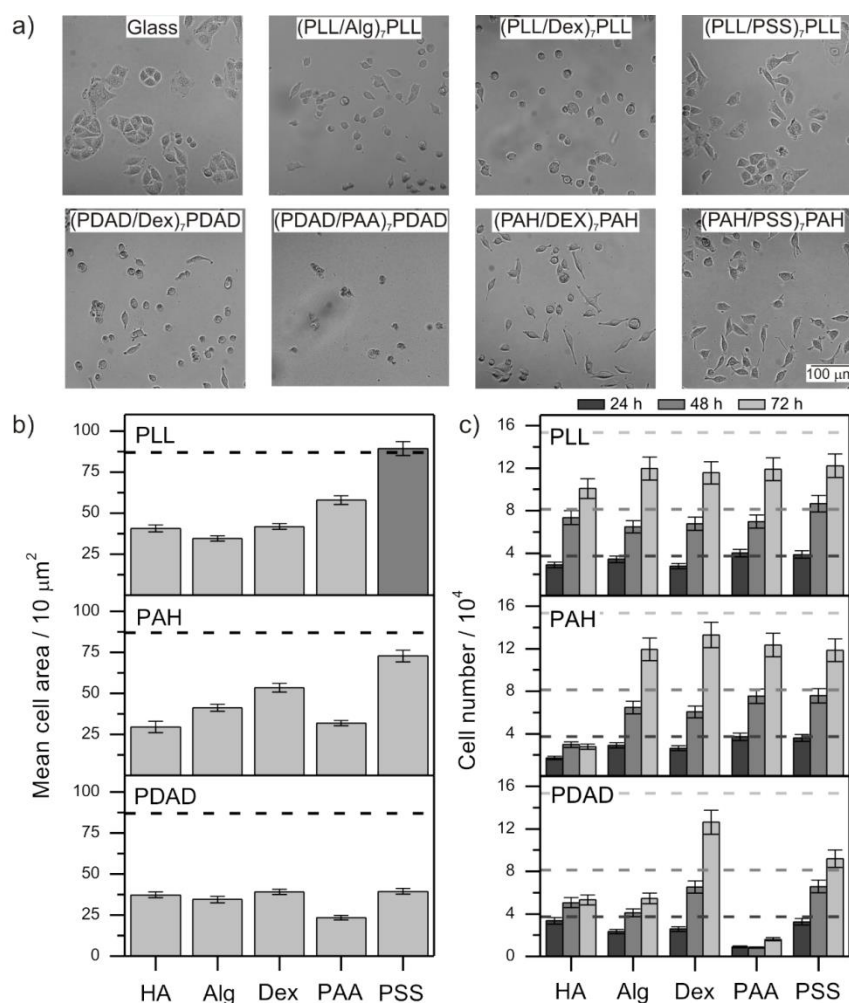 a)
Glass
(PLL/Alg)₇PLL
(PLL/Dex)₇PLL
(PLL/PSS)₇PLL
(PDAD/Dex)₇PDAD
(PDAD/PAA)₇PDAD
(PAH/DEX)₇PAH
(PAH/PSS)₇PAH
100 µm
b)
Mean cell area / 10 µm²
100
PLL
75
50
25
100
PAH
75
50
25
100
PDAD
75
50
25
0
HA Alg Dex PAA PSS
c)
24 h 48 h 72 h
Cell number / 10⁴
16
PLL
12
8
4
16
PAH
12
8
4
16
PDAD
12
8
4
0
HA Alg Dex PAA PSS